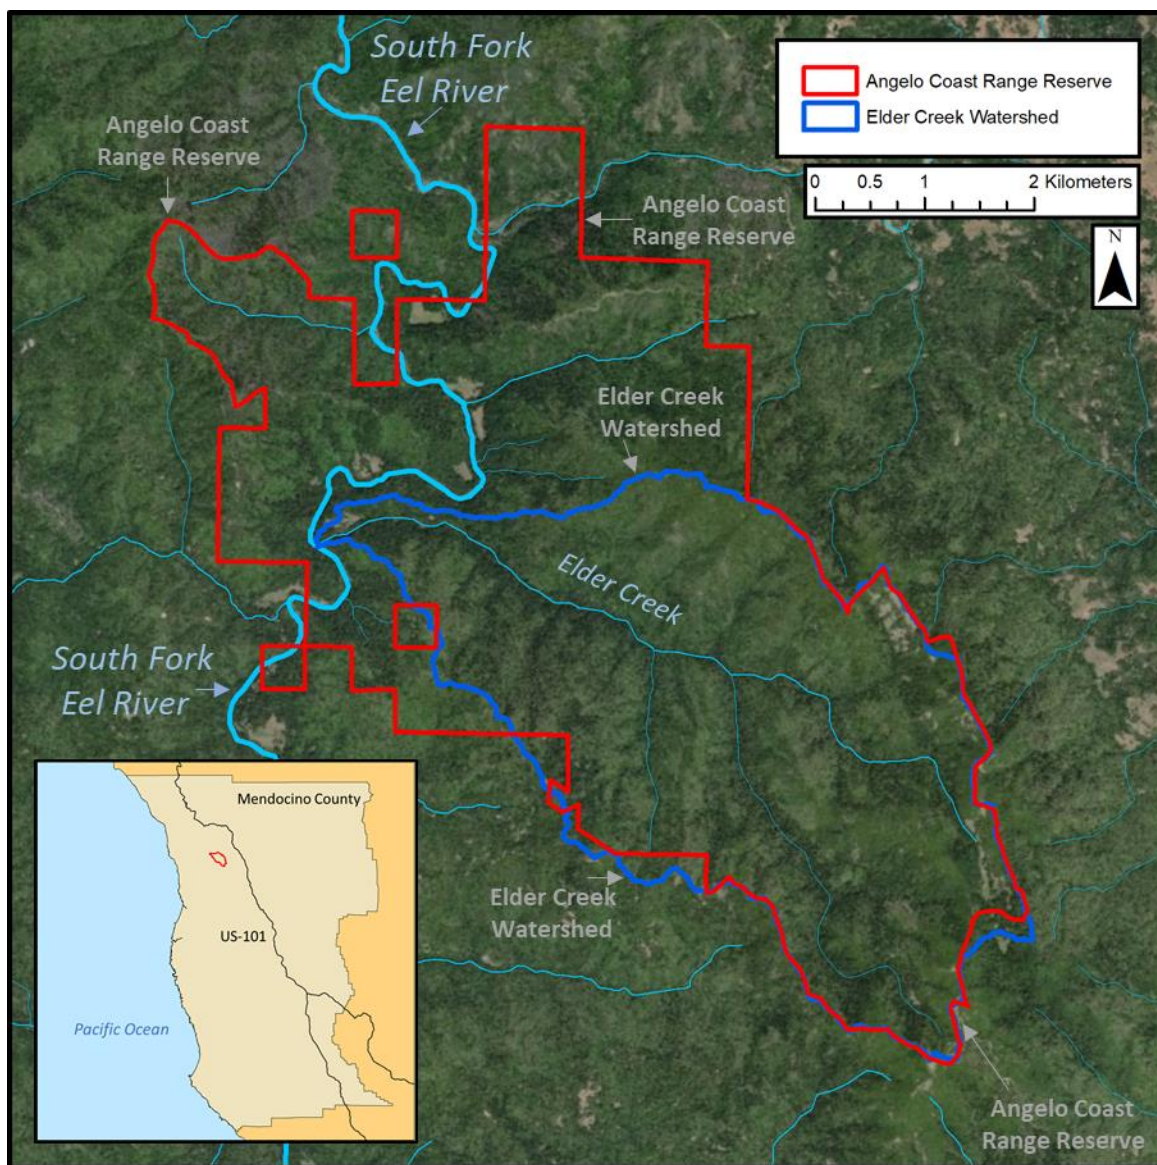 South Fork
Eel River
Angelo Coast Range Reserve
Elder Creek Watershed
0 0.5 1 2 Kilometers
N
Angelo Coast
Range Reserve
Angelo Coast
Range Reserve
Elder Creek
Watershed
Elder Creek
South Fork
Eel River
Elder Creek
Watershed
Angelo Coast
Range Reserve
Mendocino County
US-101
Pacific Ocean